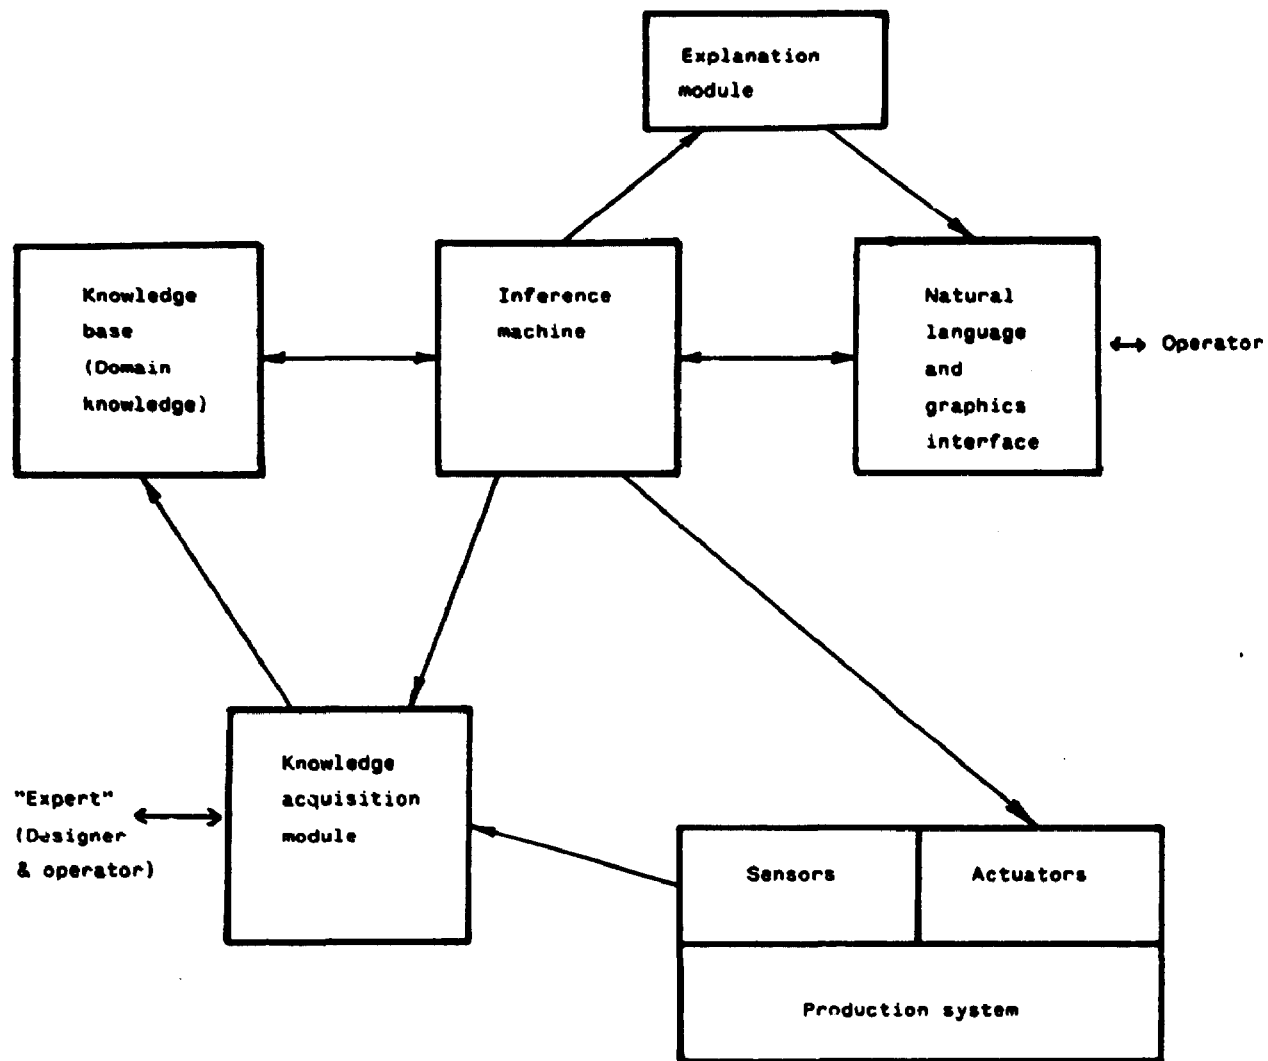 Explanation
module
Knowledge
base
(Domain
knowledge)
Inference
machine
Natural
language
and
graphics
interface
Operator
Knowledge
acquisition
module
"Expert"
(Designer
& operator)
Sensors
Actuators
Production system